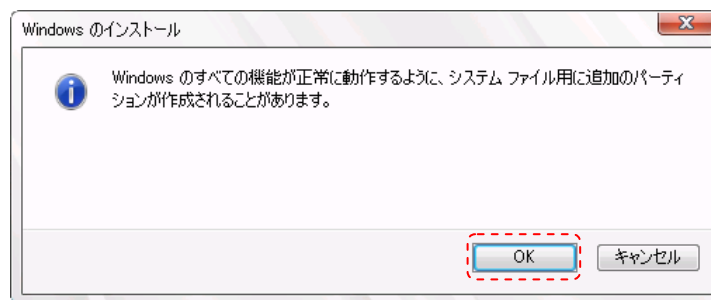 Windows のインストール
Windows のすべての機能が正常に動作するように、システム ファイル用に追加のパーティ
ションが作成されることがあります。
OK
キャンセル